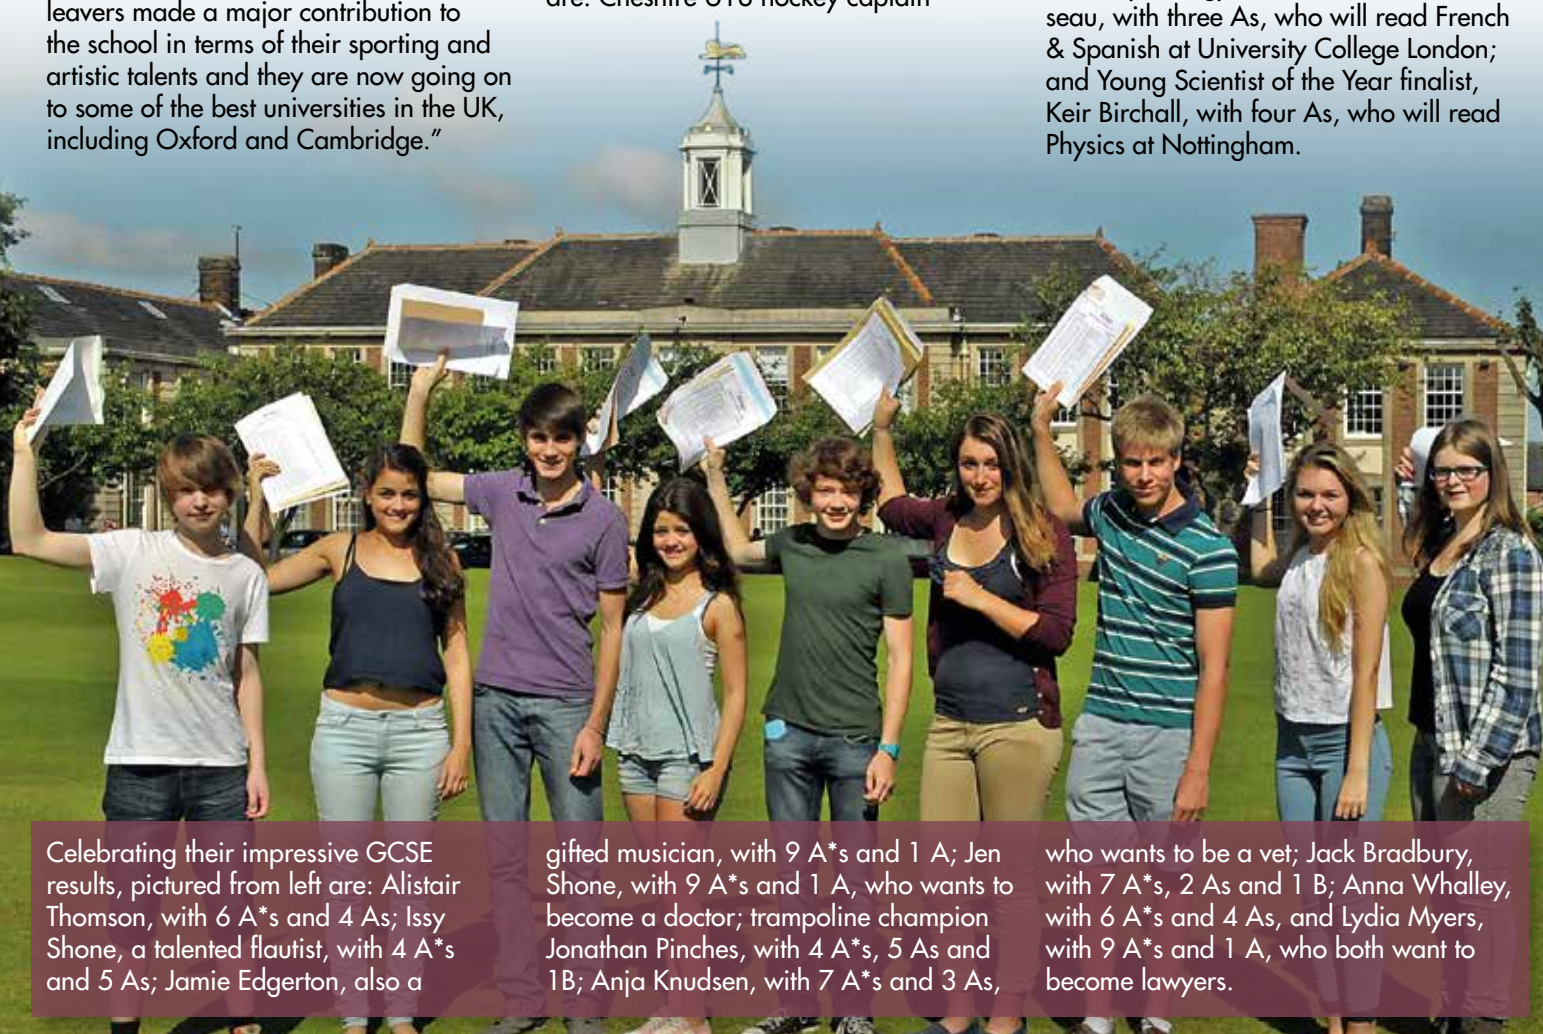 leavers made a major contribution to
the school in terms of their sporting and
artistic talents and they are now going on
to some of the best universities in the UK,
including Oxford and Cambridge.”
are: Cheshire U18 hockey captain
seau, with three As, who will read French
& Spanish at University College London;
and Young Scientist of the Year finalist,
Keir Birchall, with four As, who will read
Physics at Nottingham.
Celebrating their impressive GCSE
results, pictured from left are: Alistair
Thomson, with 6 A*s and 4 As; Issy
Shone, a talented flautist, with 4 A*s
and 5 As; Jamie Edgerton, also a
gifted musician, with 9 A*s and 1 A; Jen
Shone, with 9 A*s and 1 A, who wants to
become a doctor; trampoline champion
Jonathan Pinches, with 4 A*s, 5 As and
1B; Anja Knudsen, with 7 A*s and 3 As,
who wants to be a vet; Jack Bradbury,
with 7 A*s, 2 As and 1 B; Anna Whalley,
with 6 A*s and 4 As, and Lydia Myers,
with 9 A*s and 1 A, who both want to
become lawyers.